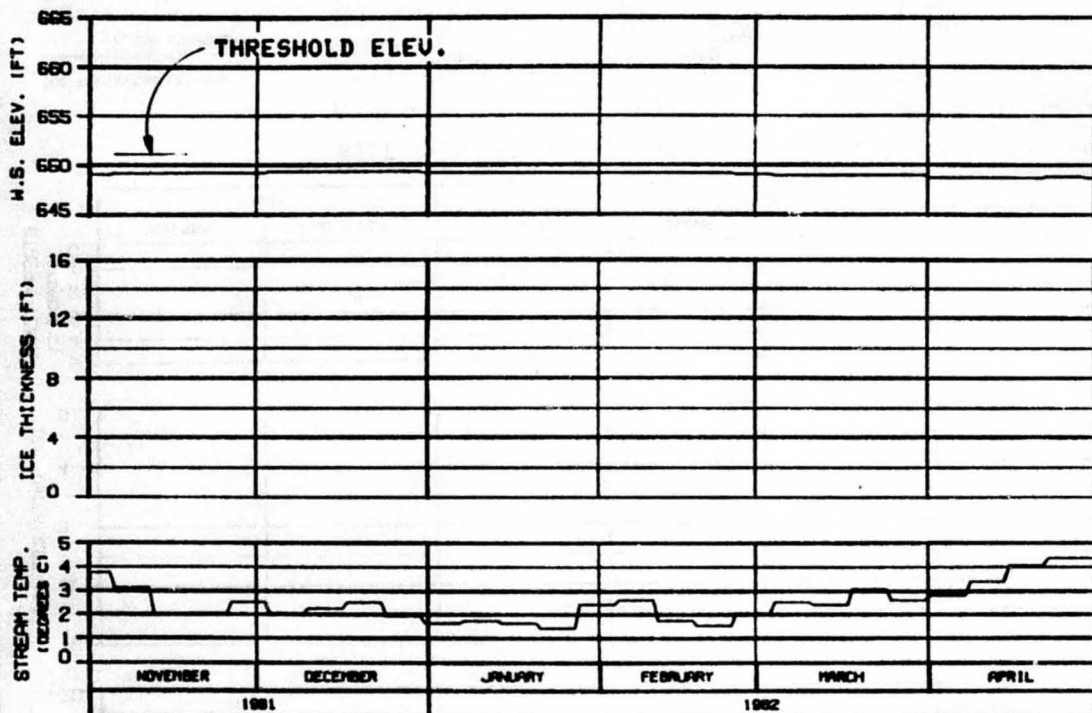 665
THRESHOLD ELEV.
660
655
650
645
W.S. ELEV. (FT)
16
12
8
4
0
ICE THICKNESS (FT)
5
4
3
2
1
0
STREAM TEMP.
(DEGREES C)
NOVEMBER DECEMBER JANUARY FEBRUARY MARCH APRIL
1981 1982